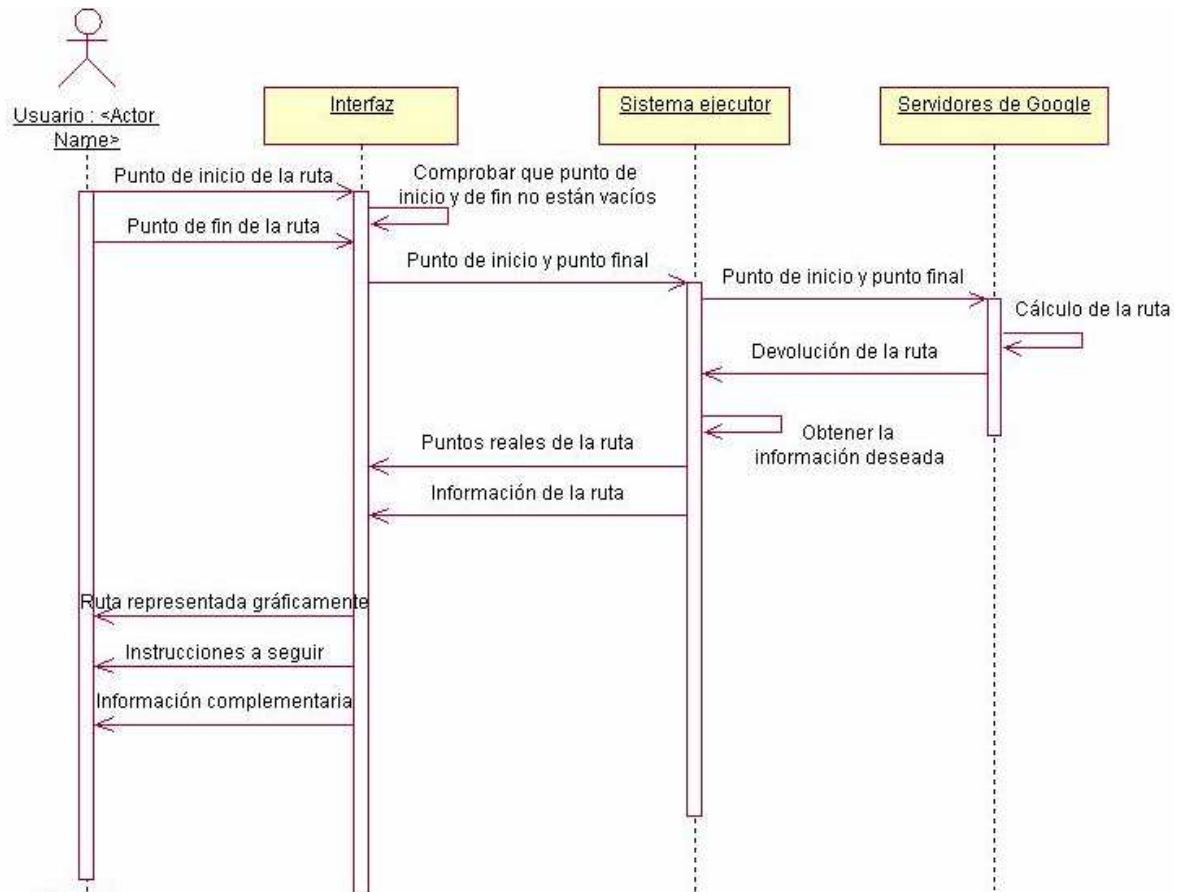 Usuario : <Actor
Name>
Interfaz
Sistema ejecutor
Servidores de Google
Punto de inicio de la ruta
Comprobar que punto de
inicio y de fin no están vacíos
Punto de fin de la ruta
Punto de inicio y punto final
Punto de inicio y punto final
Cálculo de la ruta
Devolución de la ruta
Obtener la
información deseada
Puntos reales de la ruta
Información de la ruta
Ruta representada gráficamente
Instrucciones a seguir
Información complementaria